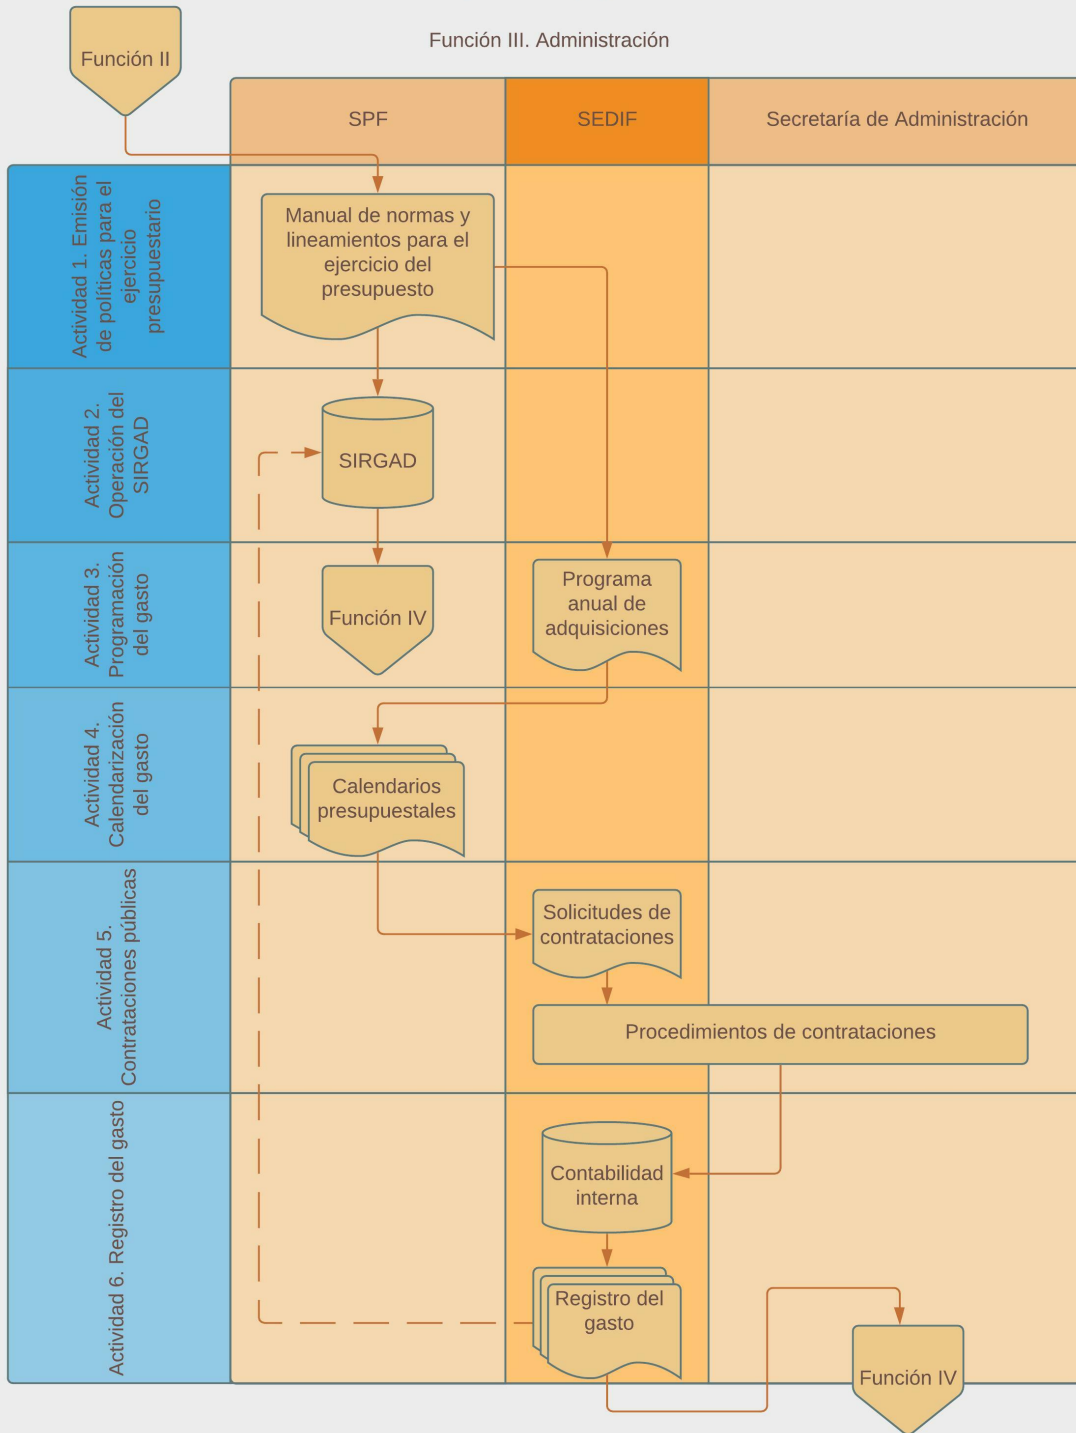 Función II
Función III. Administración
SPF
SEDIF
Secretaría de Administración
Actividad 1. Emisión
de políticas para el
ejercicio
presupuestario
Manual de normas y
lineamientos para el
ejercicio del
presupuesto
Actividad 2.
Operación del
SIRGAD
SIRGAD
Actividad 3.
Programación
del gasto
Función IV
Programa
anual de
adquisiciones
Actividad 4.
Calendarización
del gasto
Calendarios
presupuestales
Actividad 5.
Contrataciones públicas
Solicitudes de
contrataciones
Procedimientos de contrataciones
Actividad 6. Registro del gasto
Contabilidad
interna
Registro del
gasto
Función IV